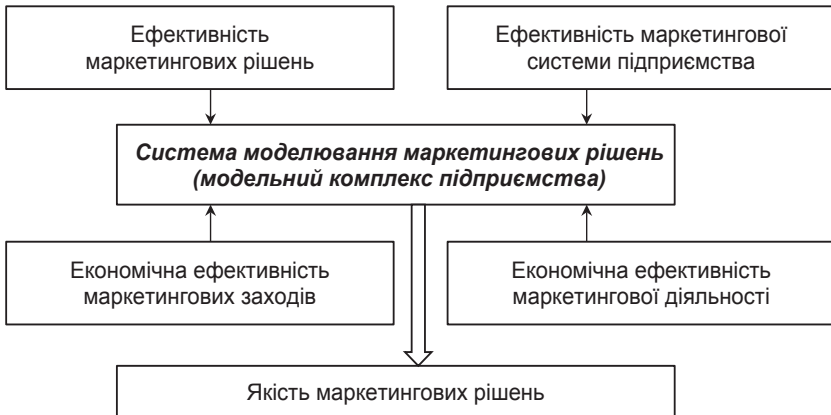 Ефективність
маркетингових рішень
Ефективність маркетингової
системи підприємства
Система моделювання маркетингових рішень
(модельний комплекс підприємства)
Економічна ефективність
маркетингових заходів
Економічна ефективність
маркетингової діяльності
Якість маркетингових рішень